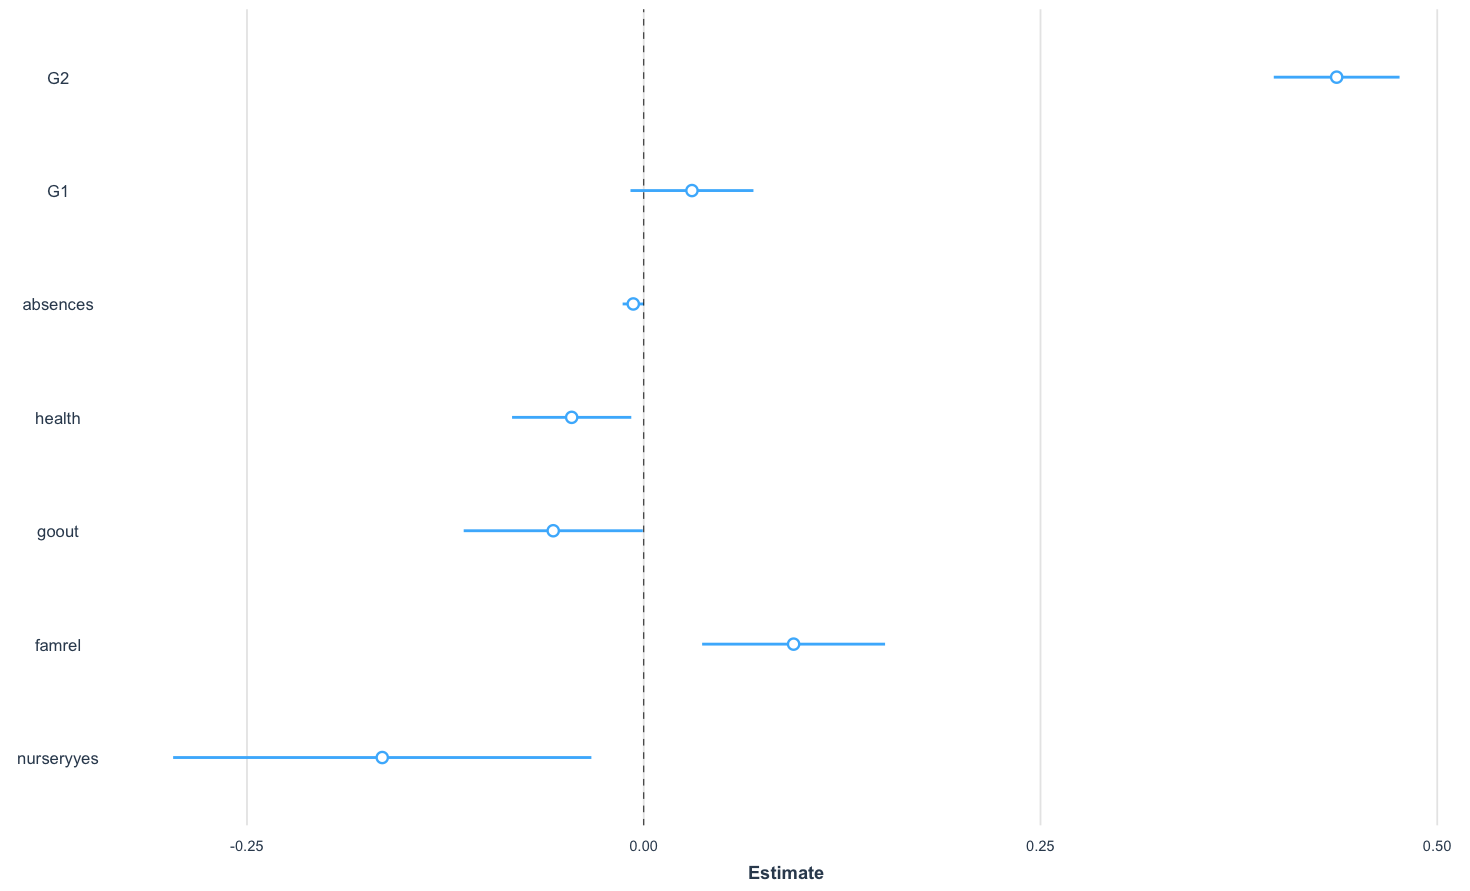 G2
G1
absences
health
goout
famrel
nurseryyes
-0.25 0.00 0.25 0.50
Estimate